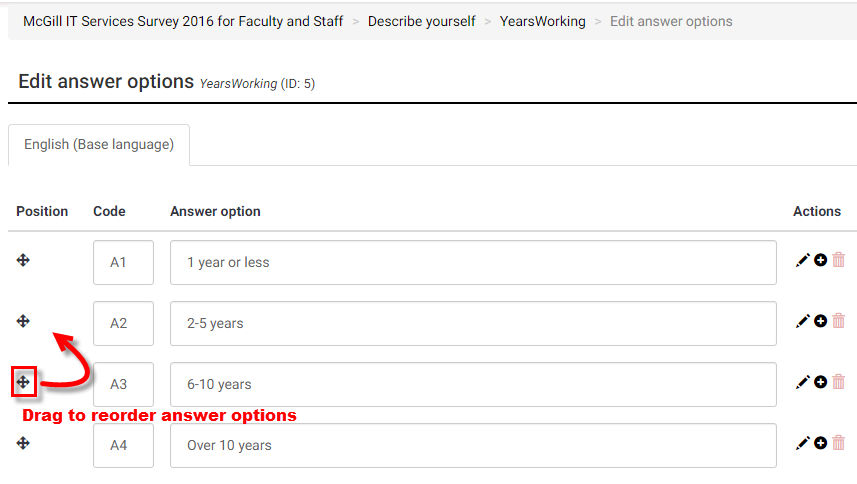 McGill IT Services Survey 2016 for Faculty and Staff > Describe yourself > YearsWorking > Edit answer options
Edit answer options YearsWorking (ID: 5)
English (Base language)
Position Code Answer option Actions
A1 1 year or less
A2 2-5 years
A3 6-10 years
Drag to reorder answer options
A4 Over 10 years